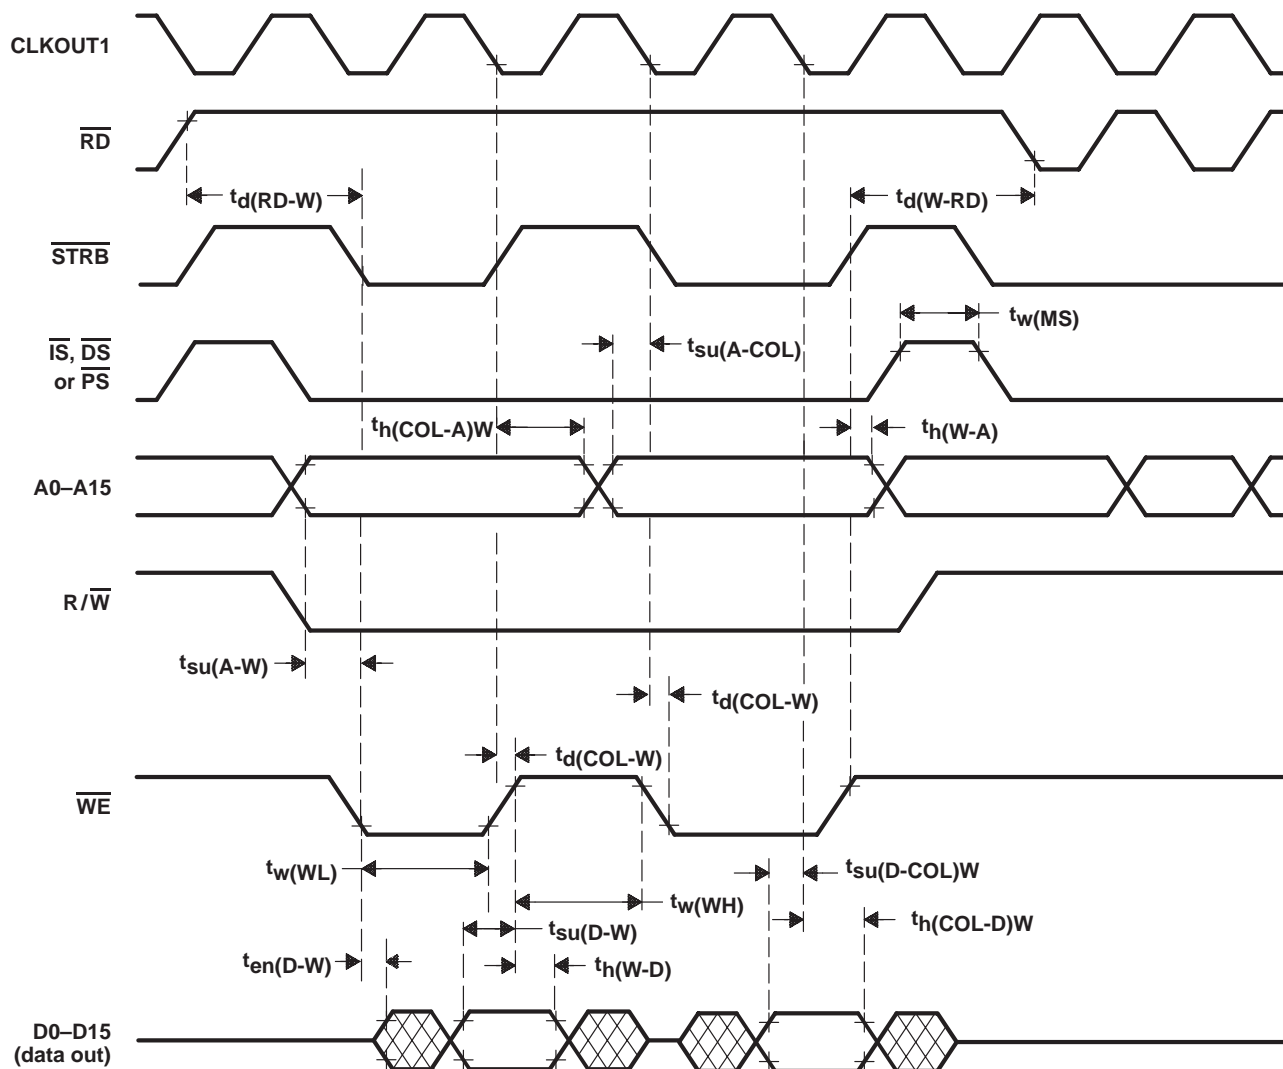 CLKOUT1
RD
td(RD-W)
td(W-RD)
STRB
tw(MS)
IS, DS
or PS
tsu(A-COL)
th(COL-A)W
th(W-A)
A0–A15
R/W
tsu(A-W)
td(COL-W)
td(COL-W)
WE
tw(WL)
tsu(D-COL)W
tw(WH)
th(COL-D)W
tsu(D-W)
ten(D-W)
th(W-D)
D0–D15
(data out)